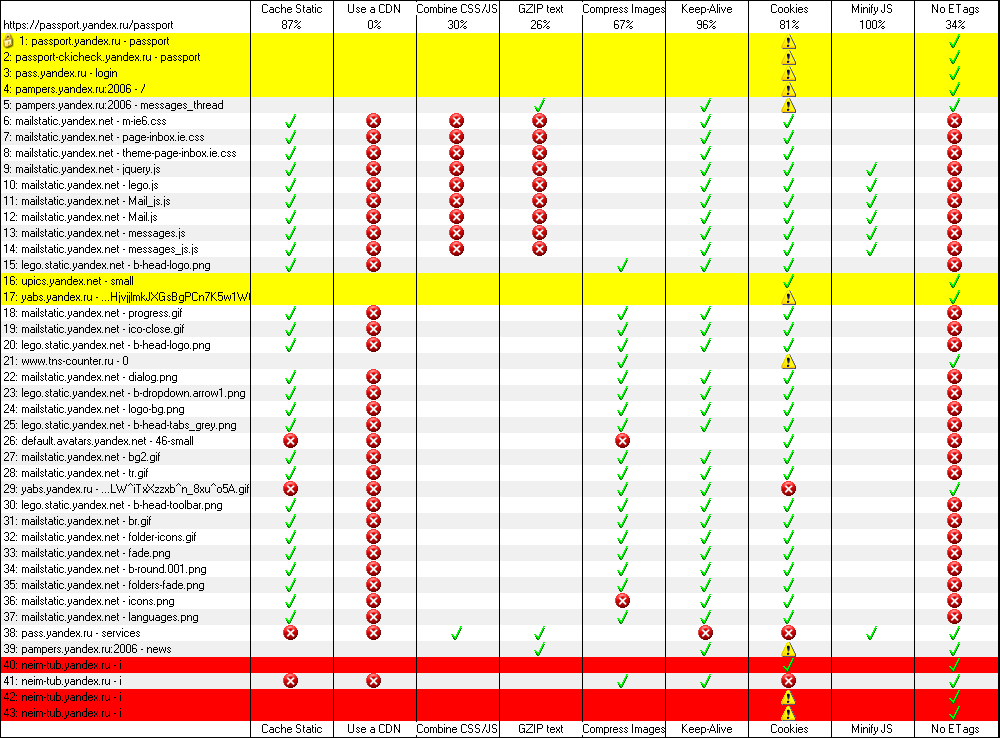 Cache Static Use a CDN Combine CSS/JS GZIP text Compress Images Keep-Alive Cookies Minify JS No ETags
https://passport.yandex.ru/passport 87% 0% 30% 26% 67% 96% 81% 100% 34%
1: passport.yandex.ru - passport
2: passport-ckicheck.yandex.ru - passport
3: pass.yandex.ru - login
4: pampers.yandex.ru:2006 - /
5: pampers.yandex.ru:2006 - messages_thread
6: mailstatic.yandex.net - m-ie6.css
7: mailstatic.yandex.net - page-inbox.ie.css
8: mailstatic.yandex.net - theme-page-inbox.ie.css
9: mailstatic.yandex.net - jquery.js
10: mailstatic.yandex.net - lego.js
11: mailstatic.yandex.net - Mail_js.js
12: mailstatic.yandex.net - Mail.js
13: mailstatic.yandex.net - messages.js
14: mailstatic.yandex.net - messages_js.js
15: lego.static.yandex.net - b-head-logo.png
16: upics.yandex.net - small
17: yabs.yandex.ru - ...HjvjjImkJXGsBgPCn7K5w1W
18: mailstatic.yandex.net - progress.gif
19: mailstatic.yandex.net - ico-close.gif
20: lego.static.yandex.net - b-head-logo.png
21: www.tns-counter.ru - 0
22: mailstatic.yandex.net - dialog.png
23: lego.static.yandex.net - b-dropdown.arrow1.png
24: mailstatic.yandex.net - logo-bg.png
25: lego.static.yandex.net - b-head-tabs_grey.png
26: default.avatars.yandex.net - 46-small
27: mailstatic.yandex.net - bg2.gif
28: mailstatic.yandex.net - tr.gif
29: yabs.yandex.ru - ...LW^iTxXzzxb^n_8xu^o5A.gif
30: lego.static.yandex.net - b-head-toolbar.png
31: mailstatic.yandex.net - br.gif
32: mailstatic.yandex.net - folder-icons.gif
33: mailstatic.yandex.net - fade.png
34: mailstatic.yandex.net - b-round.001.png
35: mailstatic.yandex.net - folders-fade.png
36: mailstatic.yandex.net - icons.png
37: mailstatic.yandex.net - languages.png
38: pass.yandex.ru - services
39: pampers.yandex.ru:2006 - news
40: neim-tub.yandex.ru - i
41: neim-tub.yandex.ru - i
42: neim-tub.yandex.ru - i
43: neim-tub.yandex.ru - i
Cache Static Use a CDN Combine CSS/JS GZIP text Compress Images Keep-Alive Cookies Minify JS No ETags